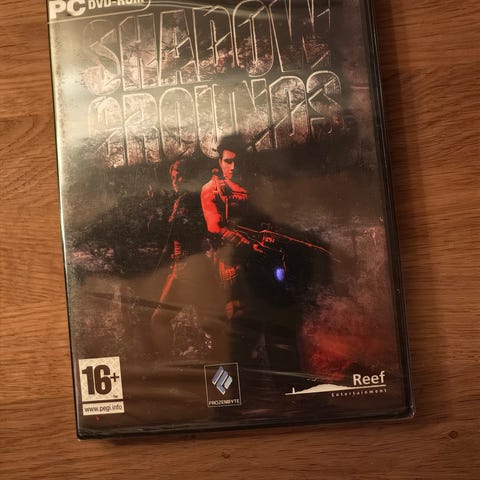 PC DVD-ROM
SHADOW
GROUNDS
16+
www.pegi.info
FROZENBYTE
Reef
Entertainment